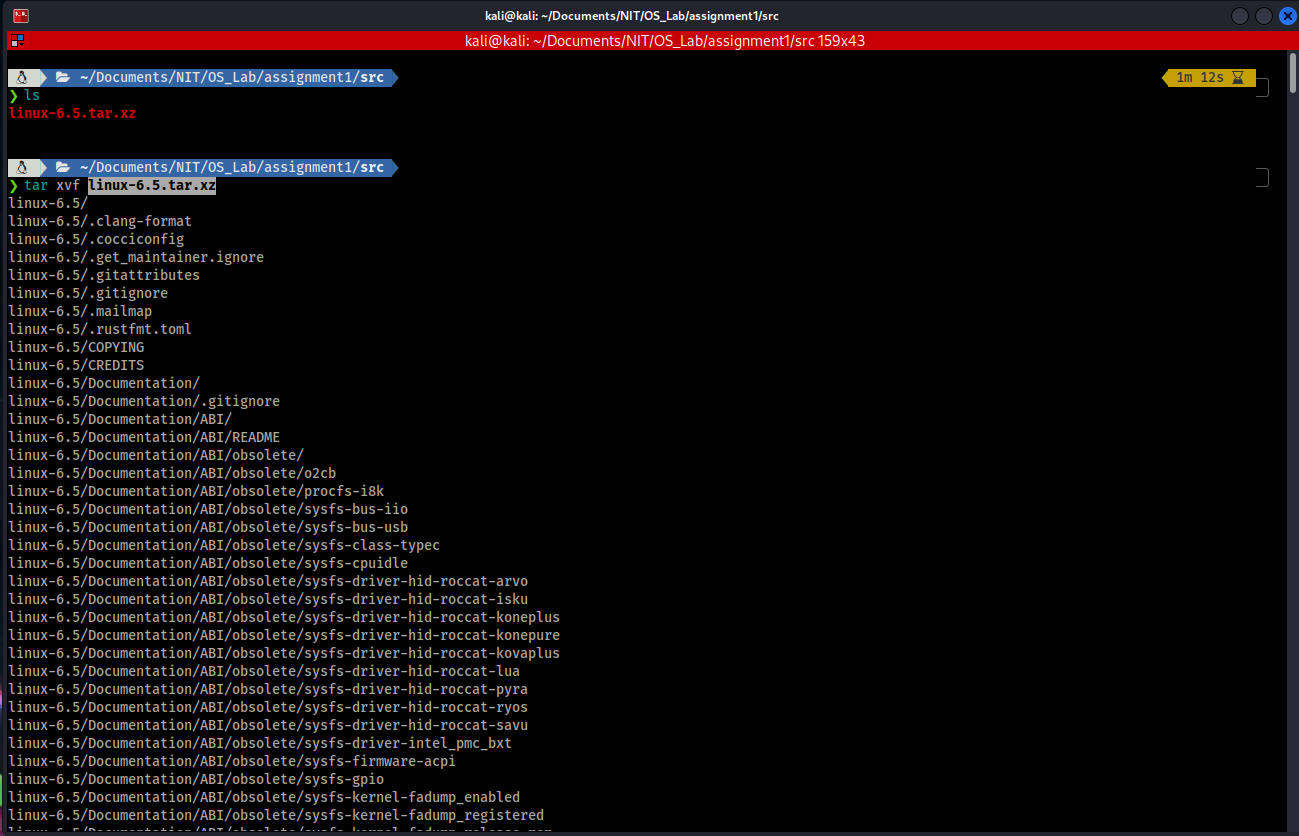 kali@kali: ~/Documents/NIT/OS_Lab/assignment1/src
kali@kali: ~/Documents/NIT/OS_Lab/assignment1/src 159x43
~/Documents/NIT/OS_Lab/assignment1/src 1m 12s
❯ ls
linux-6.5.tar.xz
~/Documents/NIT/OS_Lab/assignment1/src
❯ tar xvf linux-6.5.tar.xz
linux-6.5/
linux-6.5/.clang-format
linux-6.5/.cocciconfig
linux-6.5/.get_maintainer.ignore
linux-6.5/.gitattributes
linux-6.5/.gitignore
linux-6.5/.mailmap
linux-6.5/.rustfmt.toml
linux-6.5/COPYING
linux-6.5/CREDITS
linux-6.5/Documentation/
linux-6.5/Documentation/.gitignore
linux-6.5/Documentation/ABI/
linux-6.5/Documentation/ABI/README
linux-6.5/Documentation/ABI/obsolete/
linux-6.5/Documentation/ABI/obsolete/o2cb
linux-6.5/Documentation/ABI/obsolete/procfs-i8k
linux-6.5/Documentation/ABI/obsolete/sysfs-bus-iio
linux-6.5/Documentation/ABI/obsolete/sysfs-bus-usb
linux-6.5/Documentation/ABI/obsolete/sysfs-class-typec
linux-6.5/Documentation/ABI/obsolete/sysfs-cpuidle
linux-6.5/Documentation/ABI/obsolete/sysfs-driver-hid-roccat-arvo
linux-6.5/Documentation/ABI/obsolete/sysfs-driver-hid-roccat-isku
linux-6.5/Documentation/ABI/obsolete/sysfs-driver-hid-roccat-koneplus
linux-6.5/Documentation/ABI/obsolete/sysfs-driver-hid-roccat-konepure
linux-6.5/Documentation/ABI/obsolete/sysfs-driver-hid-roccat-kovaplus
linux-6.5/Documentation/ABI/obsolete/sysfs-driver-hid-roccat-lua
linux-6.5/Documentation/ABI/obsolete/sysfs-driver-hid-roccat-pyra
linux-6.5/Documentation/ABI/obsolete/sysfs-driver-hid-roccat-ryos
linux-6.5/Documentation/ABI/obsolete/sysfs-driver-hid-roccat-savu
linux-6.5/Documentation/ABI/obsolete/sysfs-driver-intel_pmc_bxt
linux-6.5/Documentation/ABI/obsolete/sysfs-firmware-acpi
linux-6.5/Documentation/ABI/obsolete/sysfs-gpio
linux-6.5/Documentation/ABI/obsolete/sysfs-kernel-fadump_enabled
linux-6.5/Documentation/ABI/obsolete/sysfs-kernel-fadump_registered